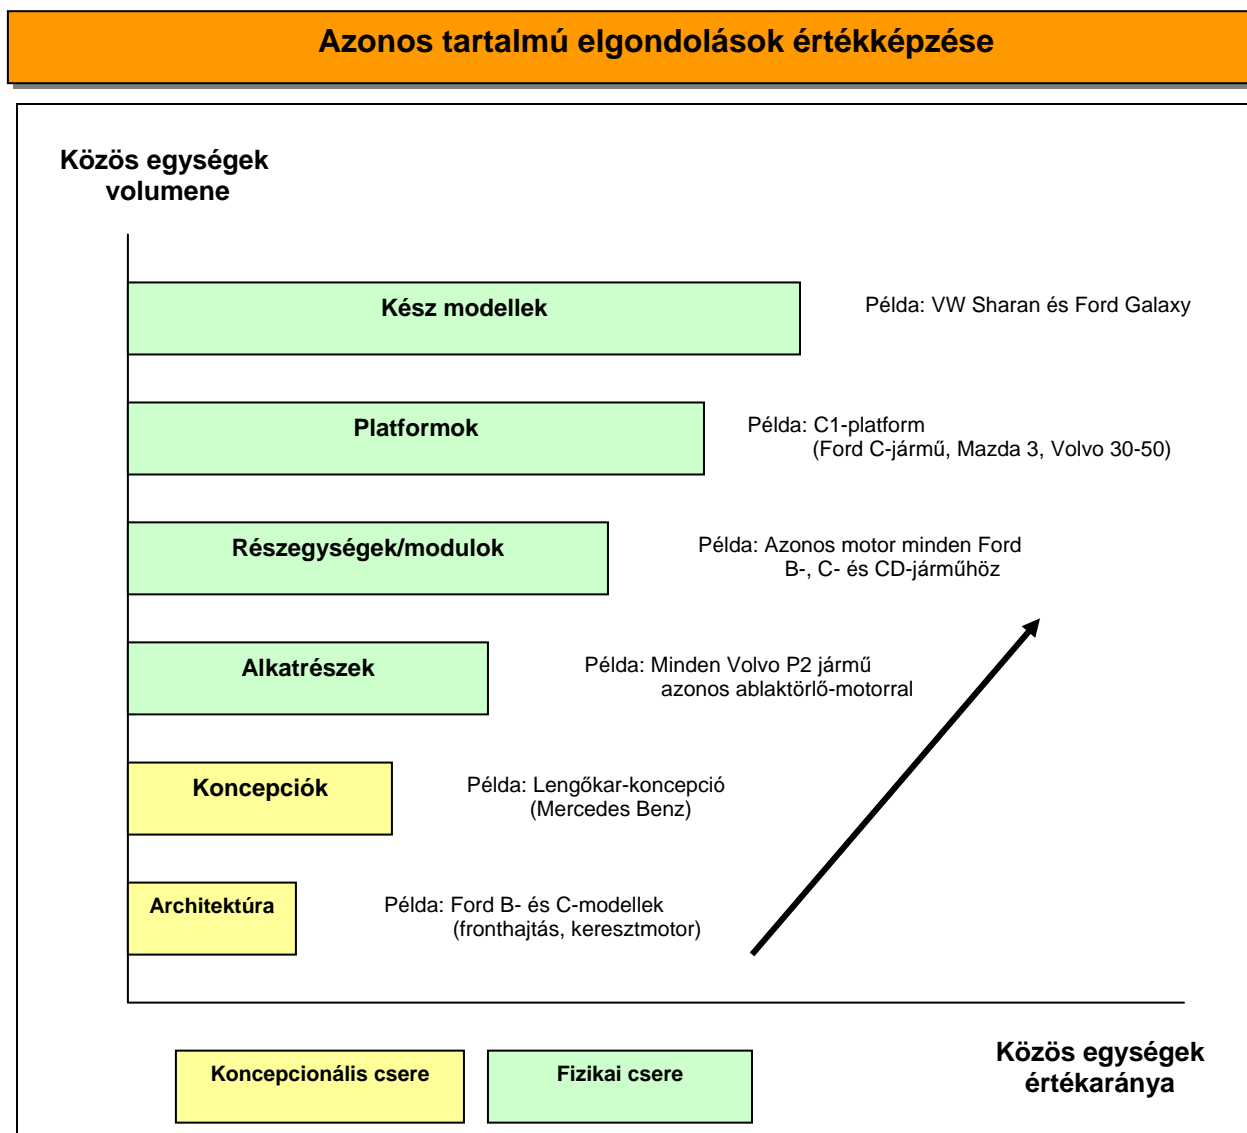 Azonos tartalmú elgondolások értékképzése
Közös egységek
volumene
Kész modellek
Példa: VW Sharan és Ford Galaxy
Platformok
Példa: C1-platform
(Ford C-jármű, Mazda 3, Volvo 30-50)
Részegységek/modulok
Példa: Azonos motor minden Ford
B-, C- és CD-járműhöz
Alkatrészek
Példa: Minden Volvo P2 jármű
azonos ablaktörlő-motorral
Koncepciók
Példa: Lengőkar-koncepció
(Mercedes Benz)
Architektúra
Példa: Ford B- és C-modellek
(fronthajtás, keresztmotor)
Koncepcionális csere
Fizikai csere
Közös egységek
értékaránya